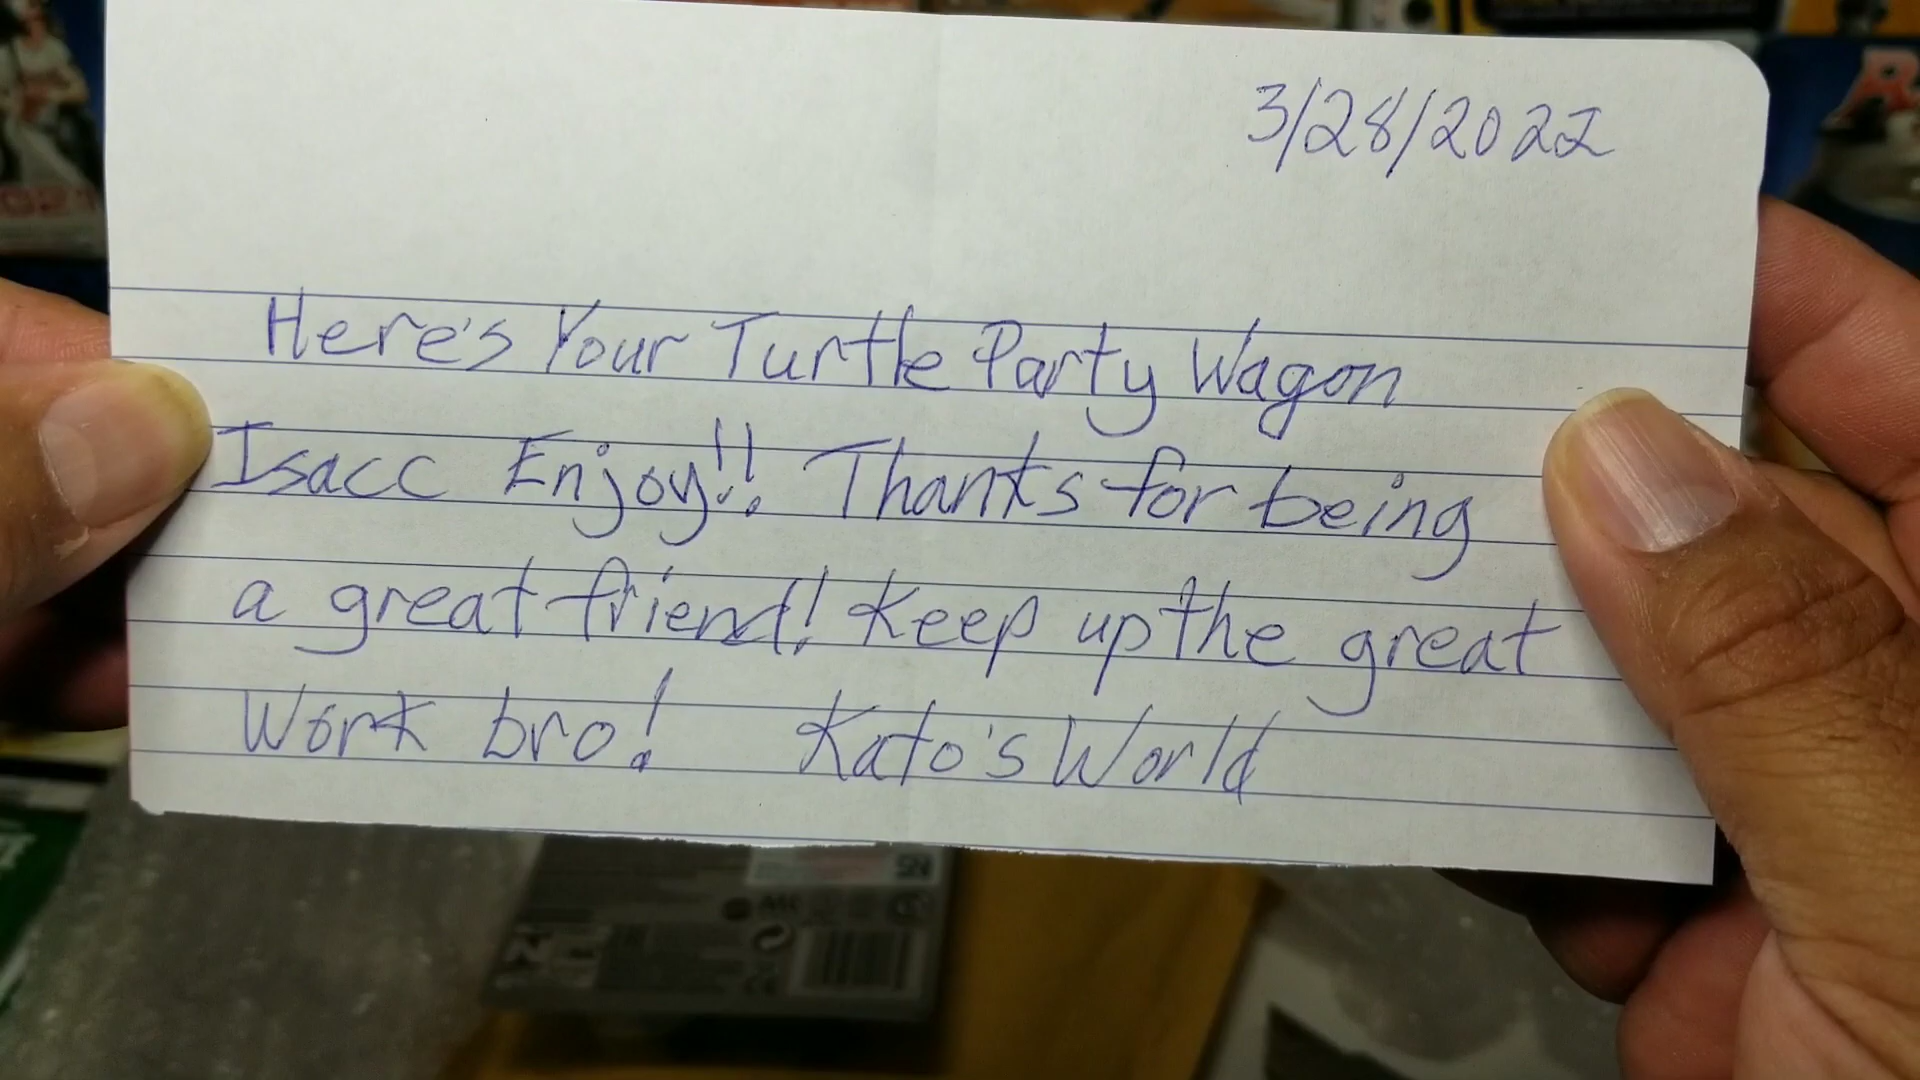 3/28/2022
Here's Your Turtle Party Wagon
Isacc Enjoy!!. Thanks for being
a great friend! Keep up the great
Work bro! Kato's World